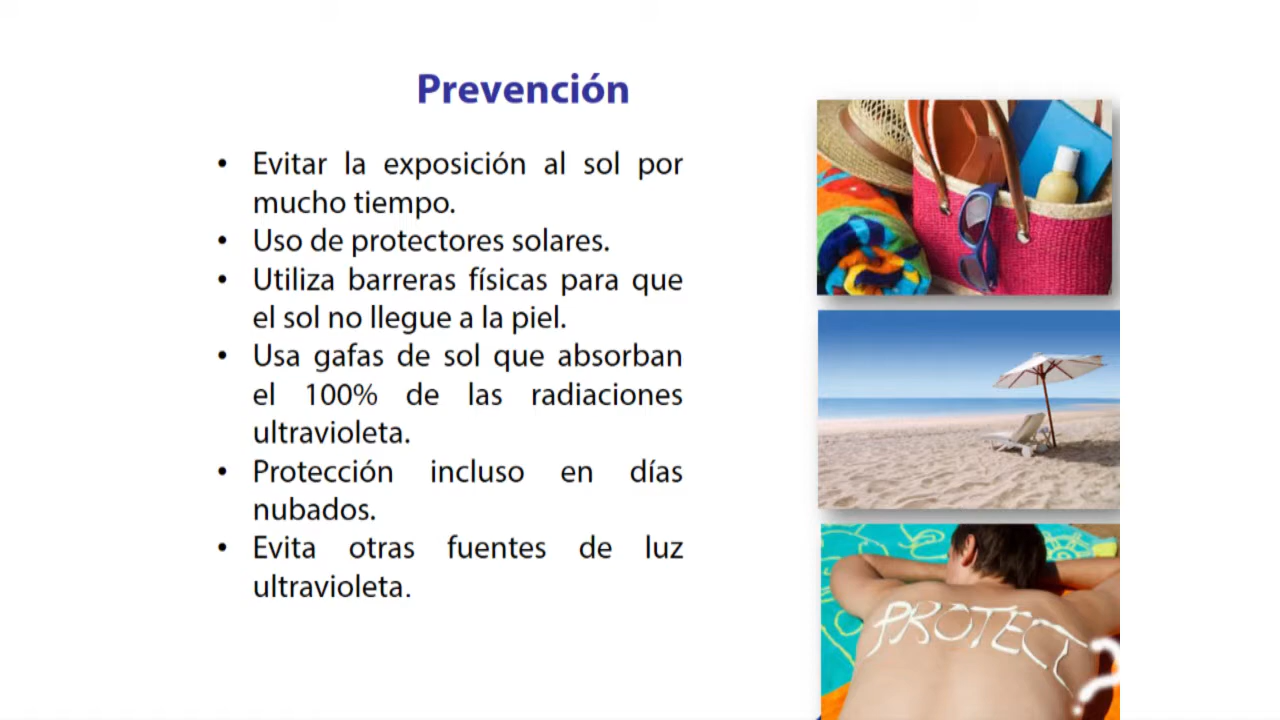 Prevención
• Evitar la exposición al sol por
mucho tiempo.
• Uso de protectores solares.
• Utiliza barreras físicas para que
el sol no llegue a la piel.
• Usa gafas de sol que absorban
el 100% de las radiaciones
ultravioleta.
• Protección incluso en días
nubados.
• Evita otras fuentes de luz
ultravioleta.
PROTECT